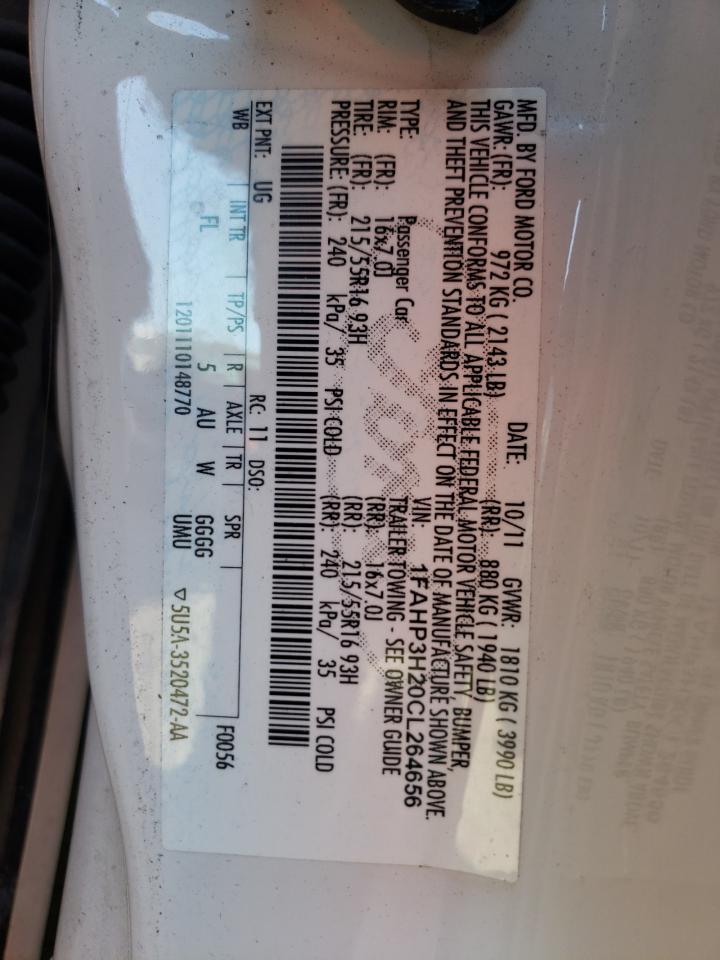 MFD. BY FORD MOTOR CO. DATE: 10/11 GVWR: 1810 KG ( 3990 LB)
GAWR: (FR): 972 KG ( 2143 LB) (RR): 880 KG ( 1940 LB)
THIS VEHICLE CONFORMS TO ALL APPLICABLE FEDERAL MOTOR VEHICLE SAFETY, BUMPER,
AND THEFT PREVENTION STANDARDS IN EFFECT ON THE DATE OF MANUFACTURE SHOWN ABOVE.
VIN: 1FAHP3H20CL264656
TYPE: Passenger Car TRAILER TOWING - SEE OWNER GUIDE
RIM: (FR): 16x7.0J (RR): 16x7.0J
TIRE: (FR): 215/55R16 93H (RR): 215/55R16 93H
PRESSURE: (FR): 240 kPa/ 35 PSI COLD (RR): 240 kPa/ 35 PSI COLD
EXT PNT: UG RC: 11 DSO: F0056
WB INT TR TP/PS R AXLE TR SPR
FL 5 AU W GGGG
1201110148770 UMU ▽5U5A-3520472-AA